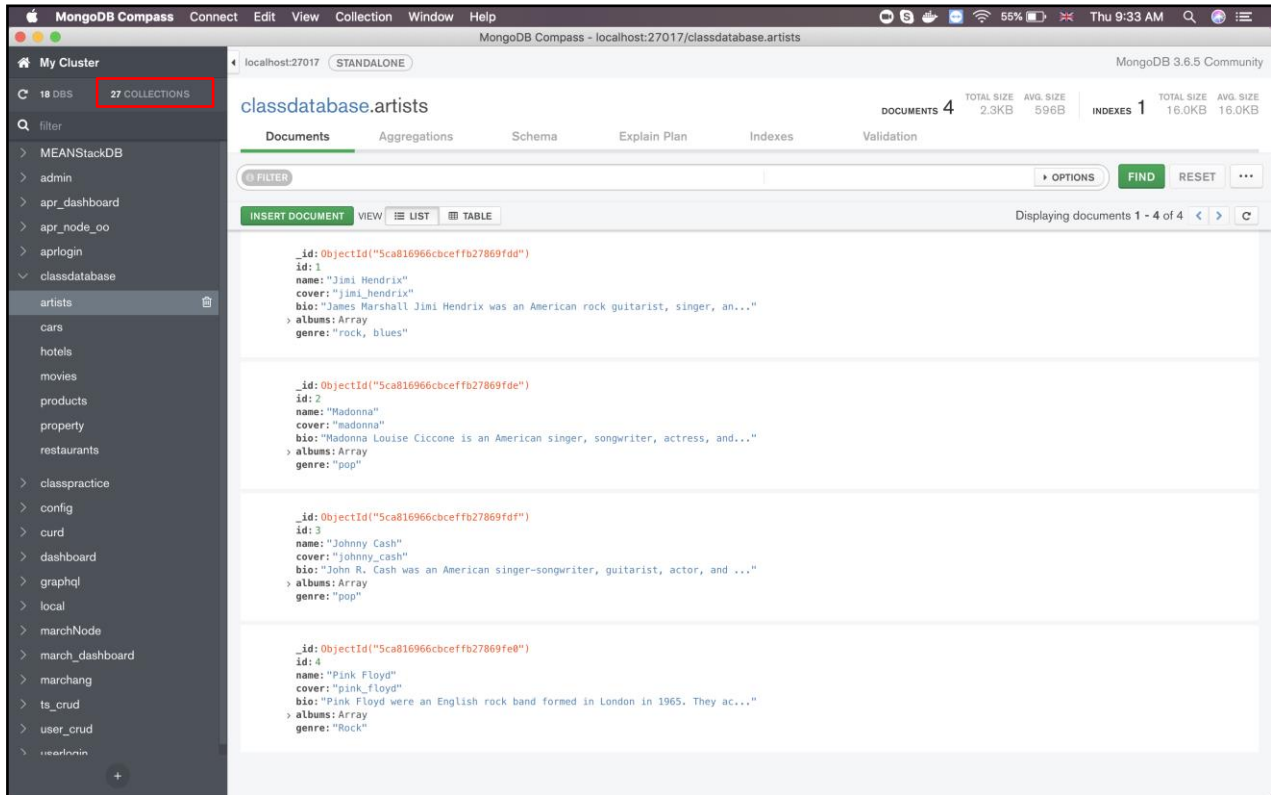 MongoDB Compass Connect Edit View Collection Window Help 55% Thu 9:33 AM
MongoDB Compass - localhost:27017/classdatabase.artists
My Cluster
localhost:27017 STANDALONE MongoDB 3.6.5 Community
18 DBS 27 COLLECTIONS
filter
MEANStackDB
admin
apr_dashboard
apr_node_oo
aprlogin
classdatabase
artists
cars
hotels
movies
products
property
restaurants
classpractice
config
curd
dashboard
graphql
local
marchNode
march_dashboard
marchang
ts_crud
user_crud
userlogin
+
classdatabase.artists
DOCUMENTS 4 TOTAL SIZE 2.3KB AVG. SIZE 596B INDEXES 1 TOTAL SIZE 16.0KB AVG. SIZE 16.0KB
Documents Aggregations Schema Explain Plan Indexes Validation
FILTER OPTIONS FIND RESET ...
INSERT DOCUMENT VIEW LIST TABLE Displaying documents 1 - 4 of 4 < > C
_id: ObjectId("5ca816966cbceffb27869fdd")
id: 1
name: "Jimi Hendrix"
cover: "jimi_hendrix"
bio: "James Marshall Jimi Hendrix was an American rock guitarist, singer, an..."
> albums: Array
genre: "rock, blues"
_id: ObjectId("5ca816966cbceffb27869fde")
id: 2
name: "Madonna"
cover: "madonna"
bio: "Madonna Louise Ciccone is an American singer, songwriter, actress, and..."
> albums: Array
genre: "pop"
_id: ObjectId("5ca816966cbceffb27869fdf")
id: 3
name: "Johnny Cash"
cover: "johnny_cash"
bio: "John R. Cash was an American singer-songwriter, guitarist, actor, and ..."
> albums: Array
genre: "pop"
_id: ObjectId("5ca816966cbceffb27869fe0")
id: 4
name: "Pink Floyd"
cover: "pink_floyd"
bio: "Pink Floyd were an English rock band formed in London in 1965. They ac..."
> albums: Array
genre: "Rock"